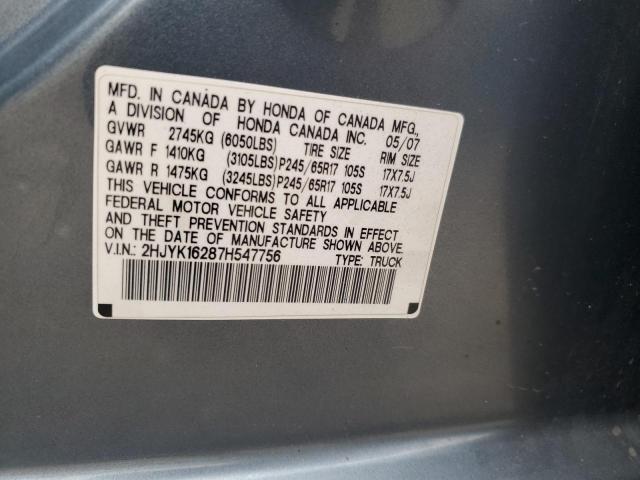 MFD. IN CANADA BY HONDA OF CANADA MFG.,
A DIVISION OF HONDA CANADA INC. 05/07
GVWR 2745KG (6050LBS) TIRE SIZE RIM SIZE
GAWR F 1410KG (3105LBS) P245/65R17 105S 17X7.5J
GAWR R 1475KG (3245LBS) P245/65R17 105S 17X7.5J
THIS VEHICLE CONFORMS TO ALL APPLICABLE
FEDERAL MOTOR VEHICLE SAFETY
AND THEFT PREVENTION STANDARDS IN EFFECT
ON THE DATE OF MANUFACTURE SHOWN ABOVE.
V.I.N.: 2HJYK16287H547756 TYPE: TRUCK